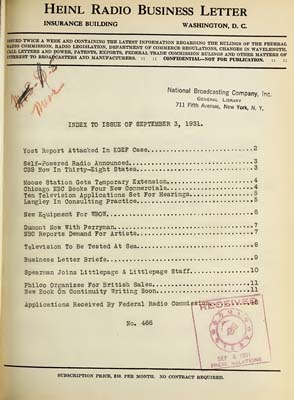 HEINL RADIO BUSINESS LETTER
INSURANCE BUILDING WASHINGTON, D. C.
ISSUED TWICE A WEEK AND CONTAINING THE LATEST INFORMATION REGARDING THE RULINGS OF THE FEDERAL
RADIO COMMISSION, RADIO LEGISLATION, DEPARTMENT OF COMMERCE REGULATIONS, CHANGES IN WAVELENGTH,
CALL LETTERS AND POWER, PATENTS, EXPORTS, FEDERAL TRADE COMMISSION RULINGS AND OTHER MATTERS OF
INTEREST TO BROADCASTERS AND MANUFACTURERS. :: :: CONFIDENTIAL—NOT FOR PUBLICATION. :: ::
National Broadcasting Company, Inc.
GENERAL LIBRARY
711 Fifth Avenue, New York, N. Y.
INDEX TO ISSUE OF SEPTEMBER 3, 1931.
Yost Report Attacked In KGEF Case.....2
Self-Powered Radio Announced.....3
CBS Now In Thirty-Eight States.....3
Moose Station Gets Temporary Extension.....4
Chicago NBC Books Four New Commercials.....4
Ten Television Applications Set For Hearings.....5
Langley In Consulting Practice.....5
New Equipment For WHOW.....6
Dumont Now With Perryman.....7
NBC Reports Demand For Artists.....7
Television To Be Tested At Sea.....8
Business Letter Briefs.....9
Spearman Joins Littlepage & Littlepage Staff.....10
Philco Organizes For British Sales.....11
New Book On Continuity Writing Soon.....11
Applications Received By Federal Radio Commission
RECEIVED
No. 466
SEP 4 1931
PRESS RELATIONS
SUBSCRIPTION PRICE, $10. PER MONTH. NO CONTRACT REQUIRED.